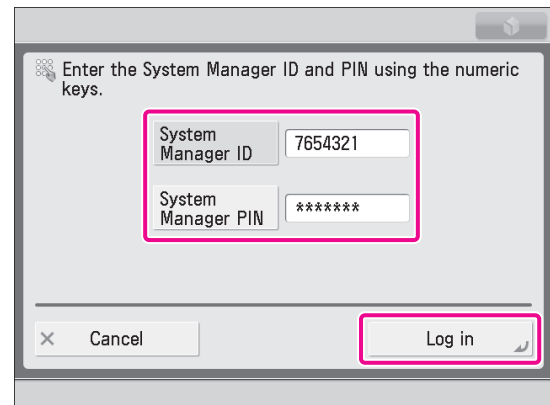 Enter the System Manager ID and PIN using the numeric
keys.
System
Manager ID
7654321
System
Manager PIN
*******
Cancel
Log in